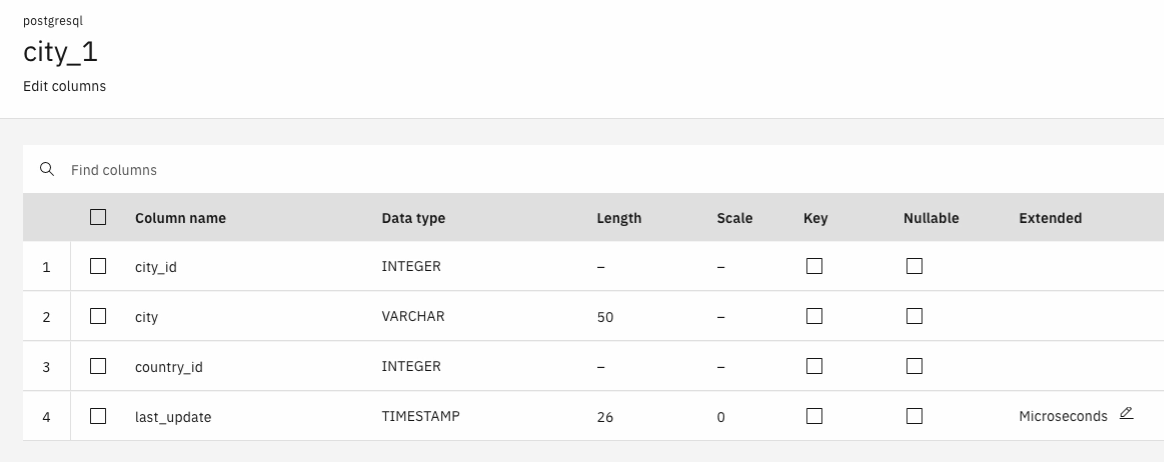 postgresql
city_1
Edit columns
Find columns
Column name Data type Length Scale Key Nullable Extended
1 city_id INTEGER – –
2 city VARCHAR 50 –
3 country_id INTEGER – –
4 last_update TIMESTAMP 26 0 Microseconds